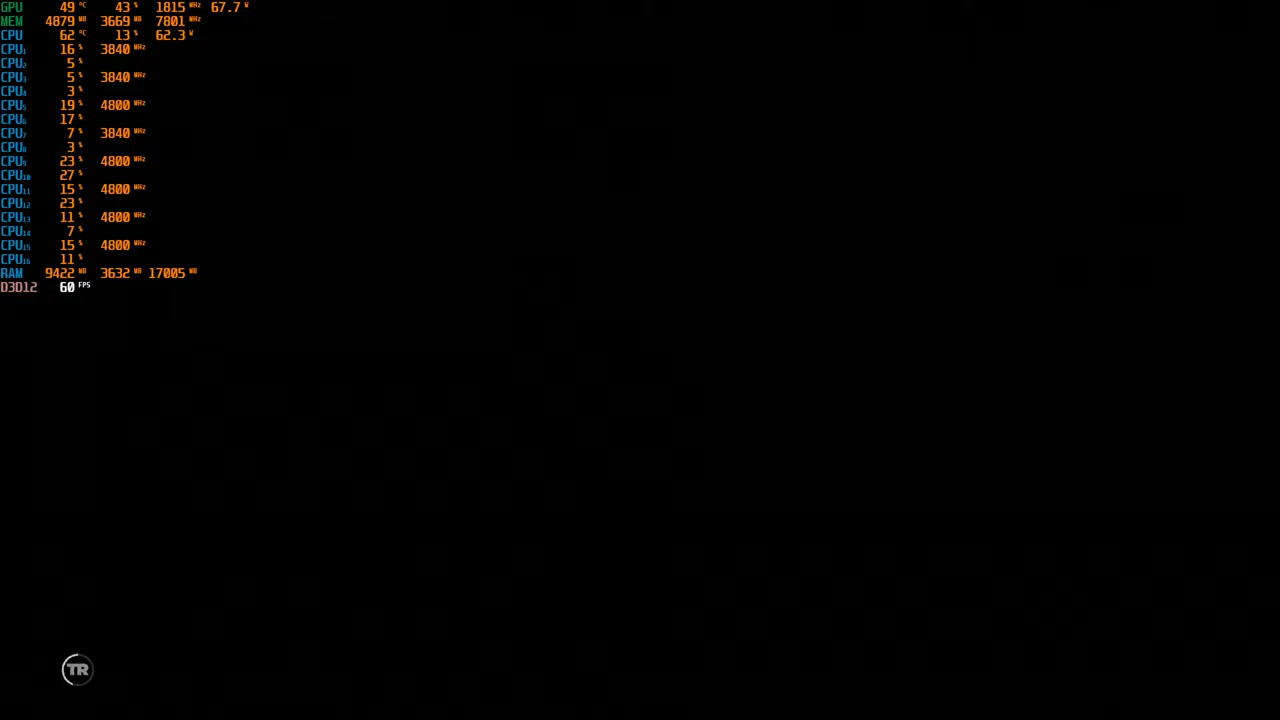 GPU 49 °C 43 % 1815 MHz 67.7 W
MEM 4879 MB 3669 MB 7801 MHz
CPU 62 °C 13 % 62.3 W
CPU1 16 % 3840 MHz
CPU2 5 %
CPU3 5 % 3840 MHz
CPU4 3 %
CPU5 19 % 4800 MHz
CPU6 17 %
CPU7 7 % 3840 MHz
CPU8 3 %
CPU9 23 % 4800 MHz
CPU10 27 %
CPU11 15 % 4800 MHz
CPU12 23 %
CPU13 11 % 4800 MHz
CPU14 7 %
CPU15 15 % 4800 MHz
CPU16 11 %
RAM 9422 MB 3632 MB 17005 MB
D3D12 60 FPS
TR